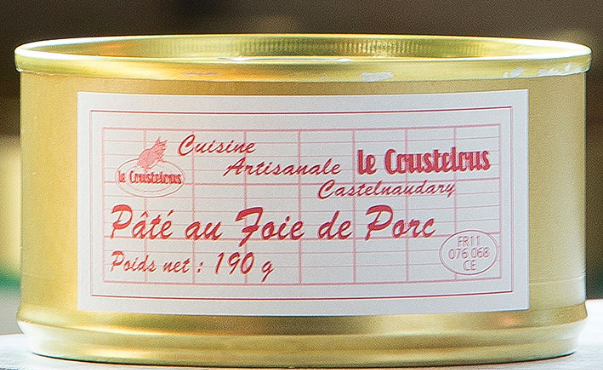 Cuisine
Artisanale
le Coustelous
Castelnaudary
le Coustelous
Pâté au Foie de Porc
Poids net : 190 g
FR11
076 068
CE